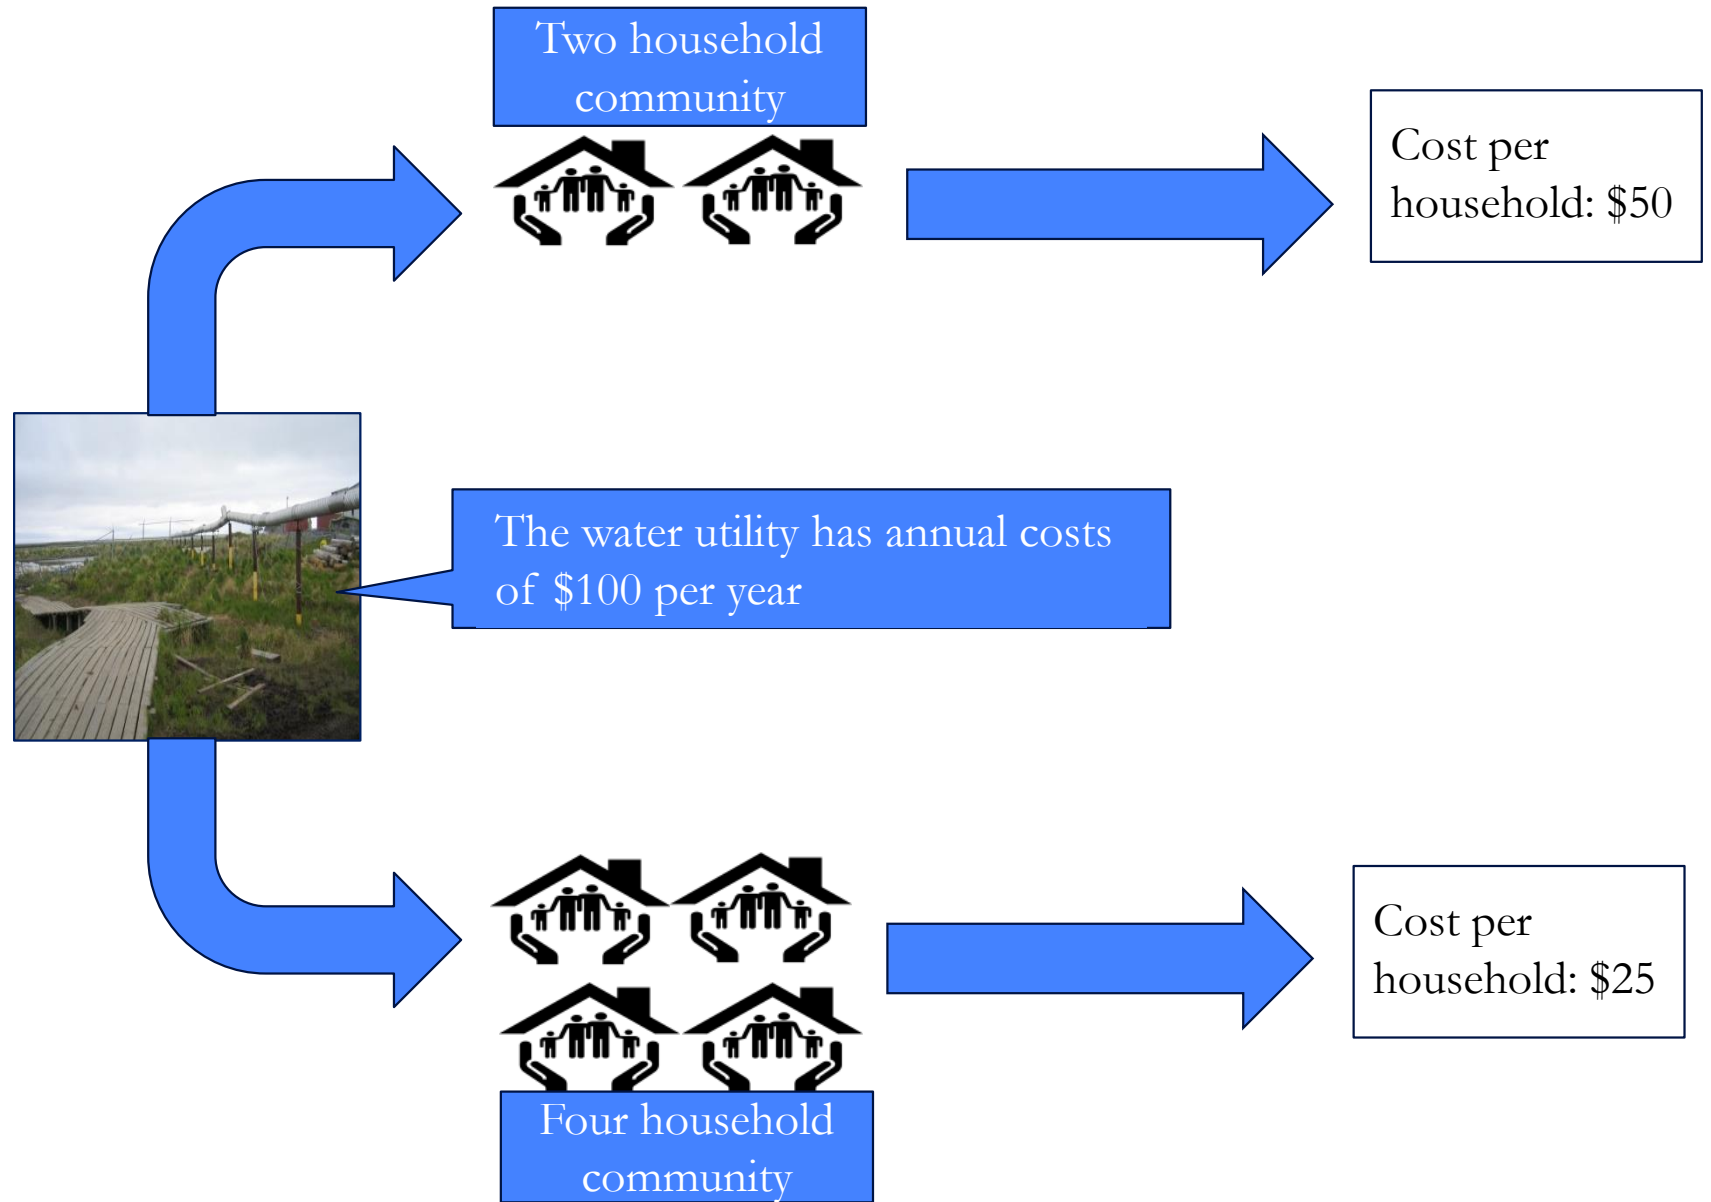 Two household
community
Cost per
household: $50
The water utility has annual costs
of $100 per year
Cost per
household: $25
Four household
community